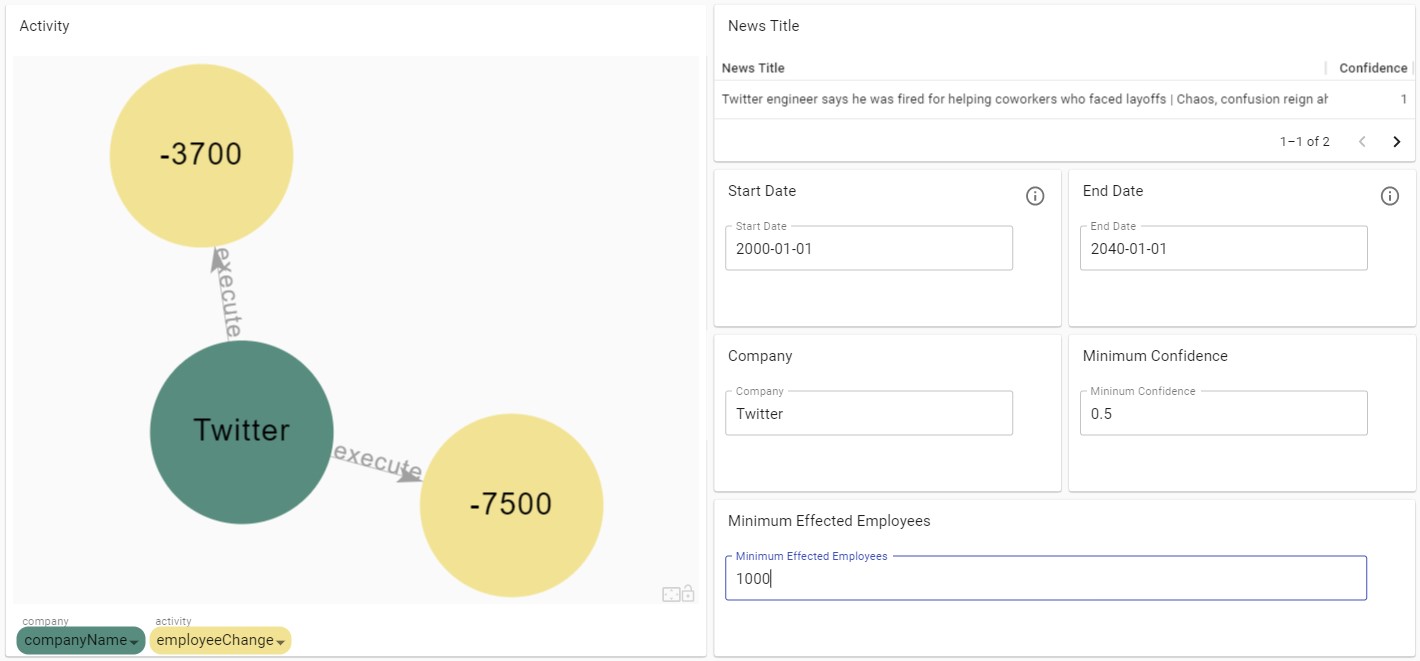 Activity
-3700
execute
Twitter
execute
-7500
company
activity
companyName
employeeChange
News Title
News Title
Confidence
Twitter engineer says he was fired for helping coworkers who faced layoffs | Chaos, confusion reign ah
1
1–1 of 2
Start Date
Start Date
2000-01-01
End Date
End Date
2040-01-01
Company
Company
Twitter
Minimum Confidence
Mininum Confidence
0.5
Minimum Effected Employees
Minimum Effected Employees
1000